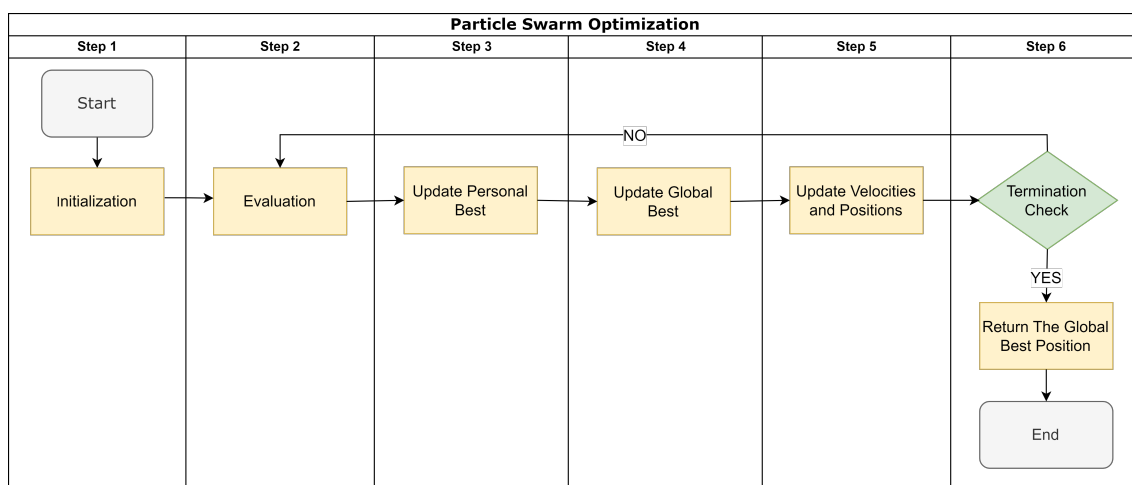 Particle Swarm Optimization
Step 1
Step 2
Step 3
Step 4
Step 5
Step 6
Start
NO
Initialization
Evaluation
Update Personal
Best
Update Global
Best
Update Velocities
and Positions
Termination
Check
YES
Return The Global
Best Position
End